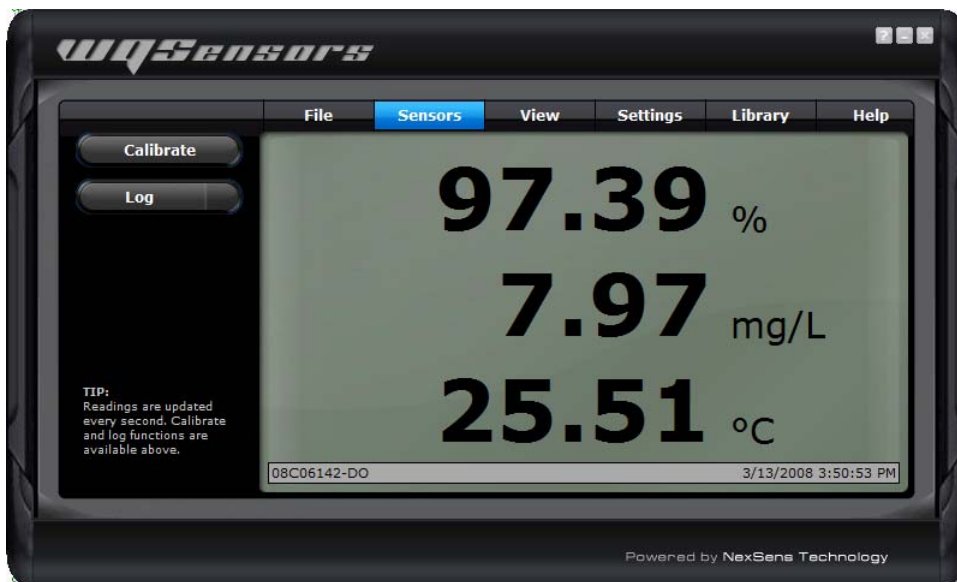 WQSensors
? - ×
File Sensors View Settings Library Help
Calibrate
Log
97.39 %
7.97 mg/L
25.51 °C
TIP:
Readings are updated
every second. Calibrate
and log functions are
available above.
08C06142-DO 3/13/2008 3:50:53 PM
Powered by NexSens Technology